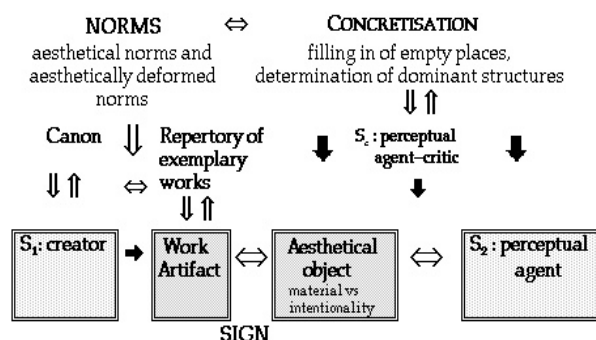 NORMS ⇔ CONCRETISATION
aesthetical norms and
aesthetically deformed
norms
filling in of empty places,
determination of dominant structures
Canon
Repertory of
exemplary
works
Sc : perceptual
agent–critic
S1: creator
Work
Artifact
Aesthetical
object
material vs
intentionality
S2 : perceptual
agent
SIGN